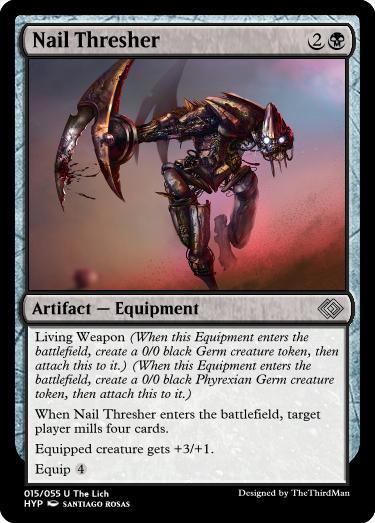 Nail Thresher 2
Artifact — Equipment
Living Weapon (When this Equipment enters the
battlefield, create a 0/0 black Germ creature token, then
attach this to it.) (When this Equipment enters the
battlefield, create a 0/0 black Phyrexian Germ creature
token, then attach this to it.)
When Nail Thresher enters the battlefield, target
player mills four cards.
Equipped creature gets +3/+1.
Equip 4
015/055 U The Lich Designed by TheThirdMan
HYP SANTIAGO ROSAS